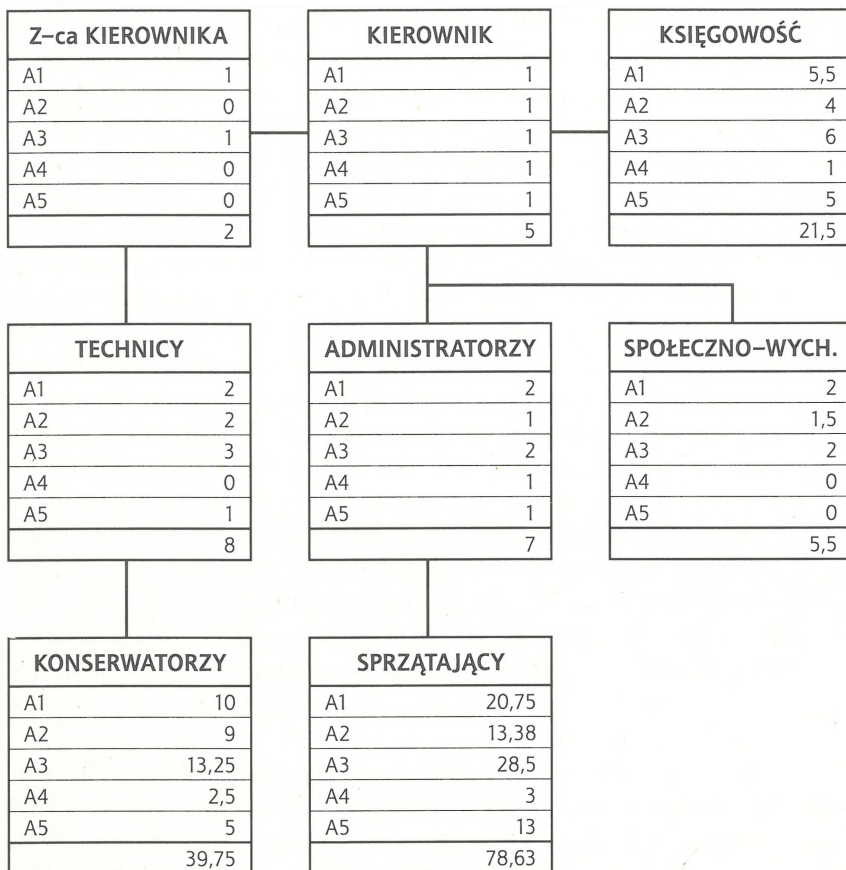 Z–ca KIEROWNIKA
A1 1
A2 0
A3 1
A4 0
A5 0
2
KIEROWNIK
A1 1
A2 1
A3 1
A4 1
A5 1
5
KSIĘGOWOŚĆ
A1 5,5
A2 4
A3 6
A4 1
A5 5
21,5
TECHNICY
A1 2
A2 2
A3 3
A4 0
A5 1
8
ADMINISTRATORZY
A1 2
A2 1
A3 2
A4 1
A5 1
7
SPOŁECZNO–WYCH.
A1 2
A2 1,5
A3 2
A4 0
A5 0
5,5
KONSERWATORZY
A1 10
A2 9
A3 13,25
A4 2,5
A5 5
39,75
SPRZĄTAJĄCY
A1 20,75
A2 13,38
A3 28,5
A4 3
A5 13
78,63